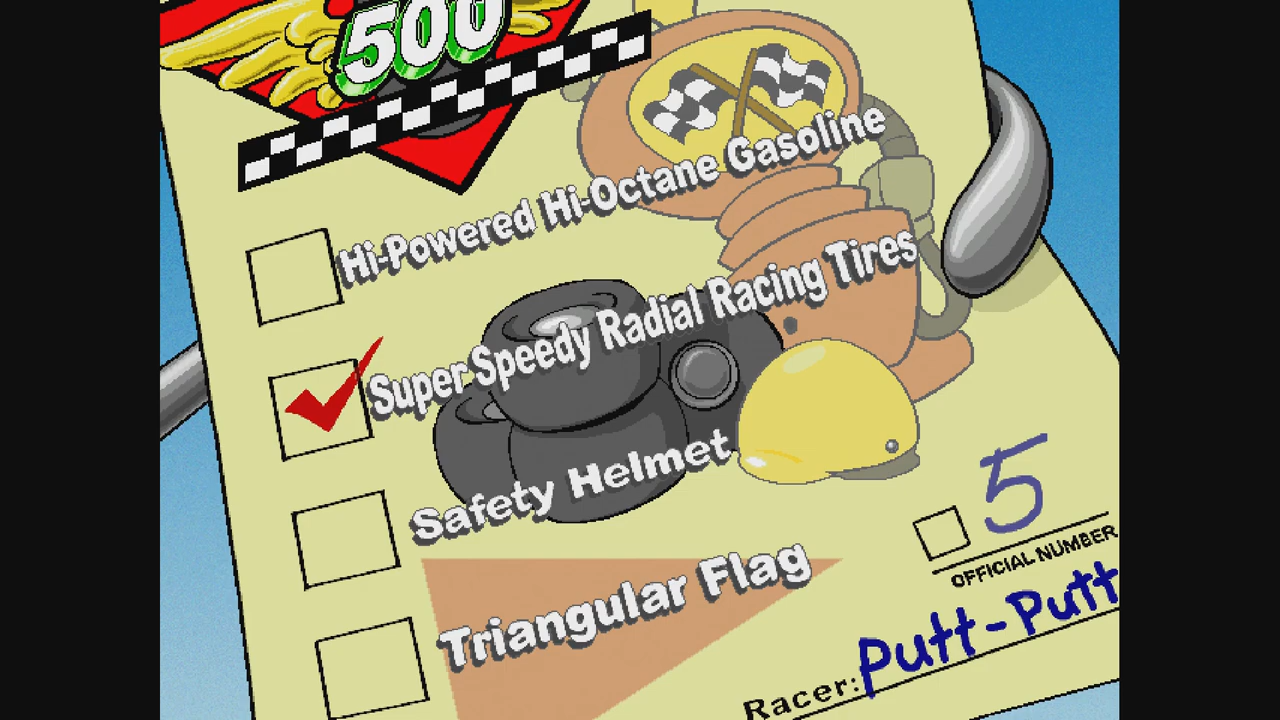 500
Hi-Powered Hi-Octane Gasoline
Super Speedy Radial Racing Tires
Safety Helmet
Triangular Flag
5
OFFICIAL NUMBER
Racer: Putt-Putt